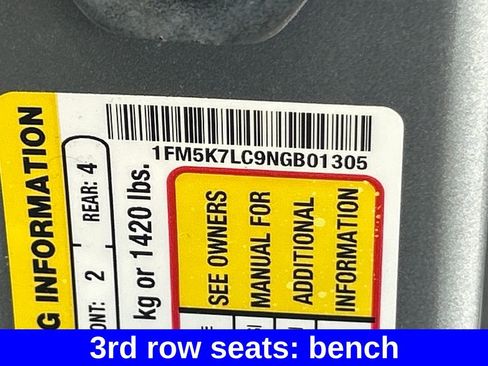 1FM5K7LC9NGB01305
G INFORMATION
NT: 2 REAR: 4
kg or 1420 lbs.
SEE OWNERS
MANUAL FOR
ADDITIONAL
INFORMATION
3rd row seats: bench